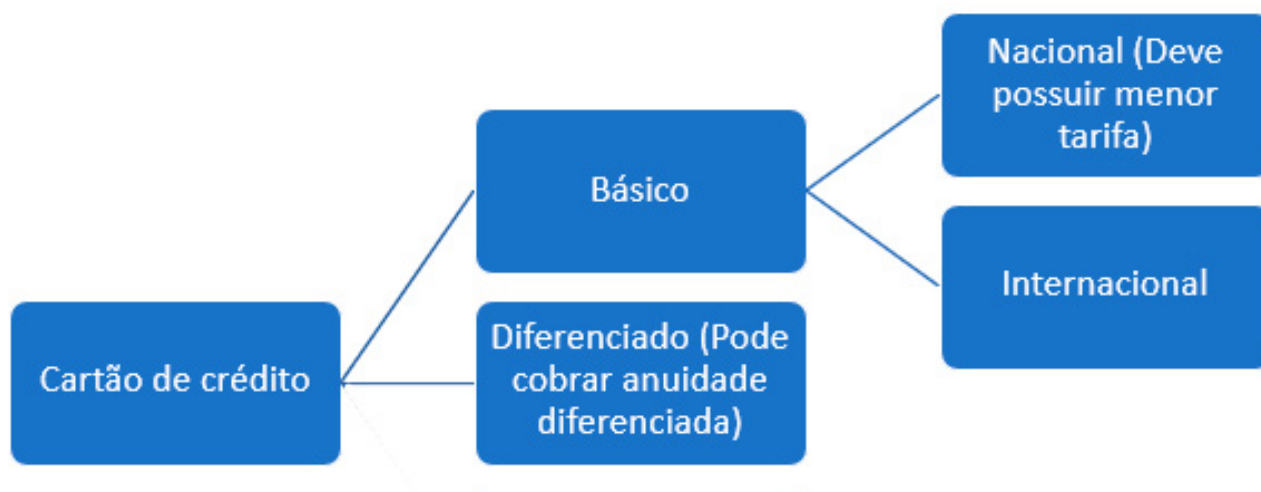 Cartão de crédito
Básico
Nacional (Deve
possuir menor
tarifa)
Internacional
Diferenciado (Pode
cobrar anuidade
diferenciada)